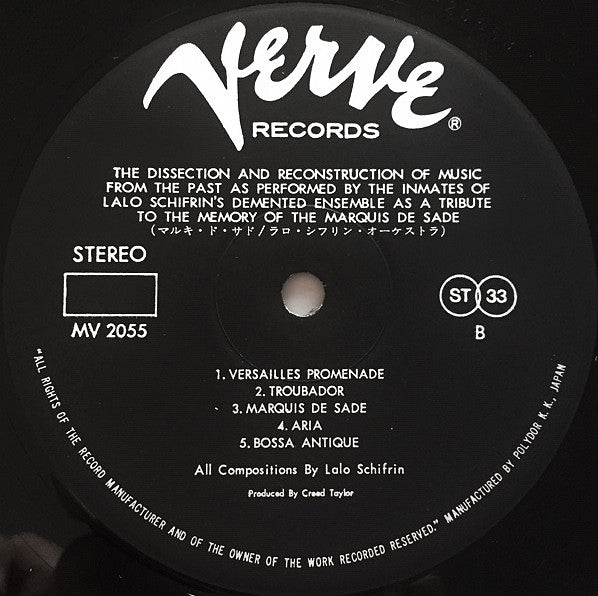 Verve
RECORDS
®
THE DISSECTION AND RECONSTRUCTION OF MUSIC
FROM THE PAST AS PERFORMED BY THE INMATES OF
LALO SCHIFRIN'S DEMENTED ENSEMBLE AS A TRIBUTE
TO THE MEMORY OF THE MARQUIS DE SADE
(マルキ・ド・サド/ラロ・シフリン・オーケストラ)
STEREO
MV 2055
ST 33
B
1. VERSAILLES PROMENADE
2. TROUBADOR
3. MARQUIS DE SADE
4. ARIA
5. BOSSA ANTIQUE
All Compositions By Lalo Schifrin
Produced By Creed Taylor
"ALL RIGHTS OF THE RECORD MANUFACTURER AND OF THE OWNER OF THE WORK RECORDED RESERVED." MANUFACTURED BY POLYDOR K. K., JAPAN